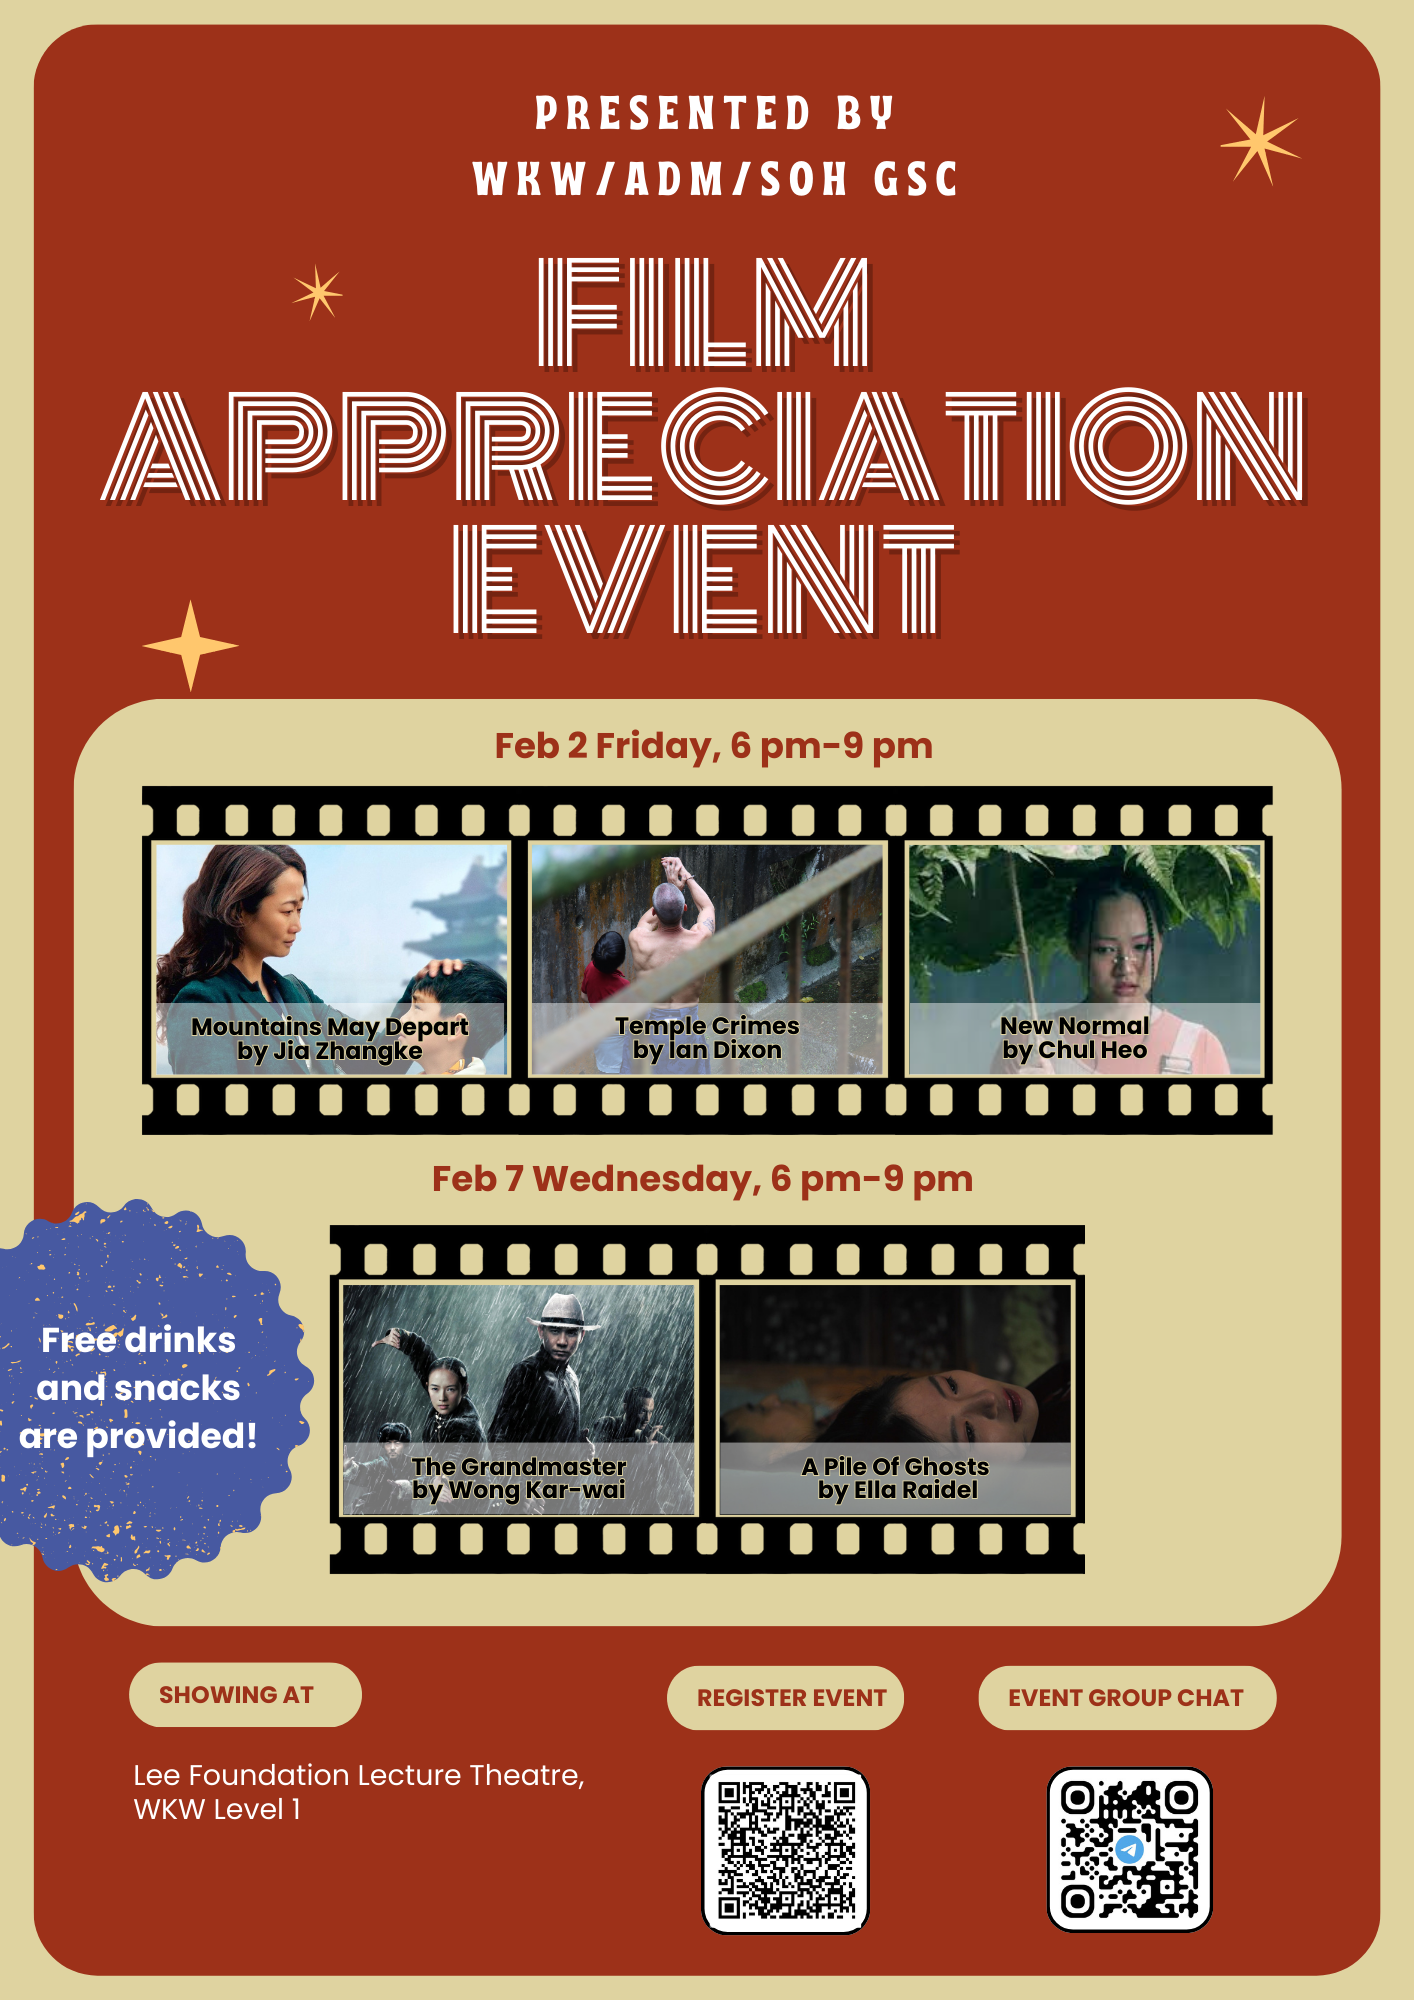 PRESENTED BY
WKW/ADM/SOH GSC
FILM
APPRECIATION
EVENT
Feb 2 Friday, 6 pm-9 pm
Mountains May Depart
by Jia Zhangke
Temple Crimes
by Ian Dixon
New Normal
by Chul Heo
Feb 7 Wednesday, 6 pm-9 pm
Free drinks
and snacks
are provided!
The Grandmaster
by Wong Kar-wai
A Pile Of Ghosts
by Ella Raidel
SHOWING AT
Lee Foundation Lecture Theatre,
WKW Level 1
REGISTER EVENT
EVENT GROUP CHAT